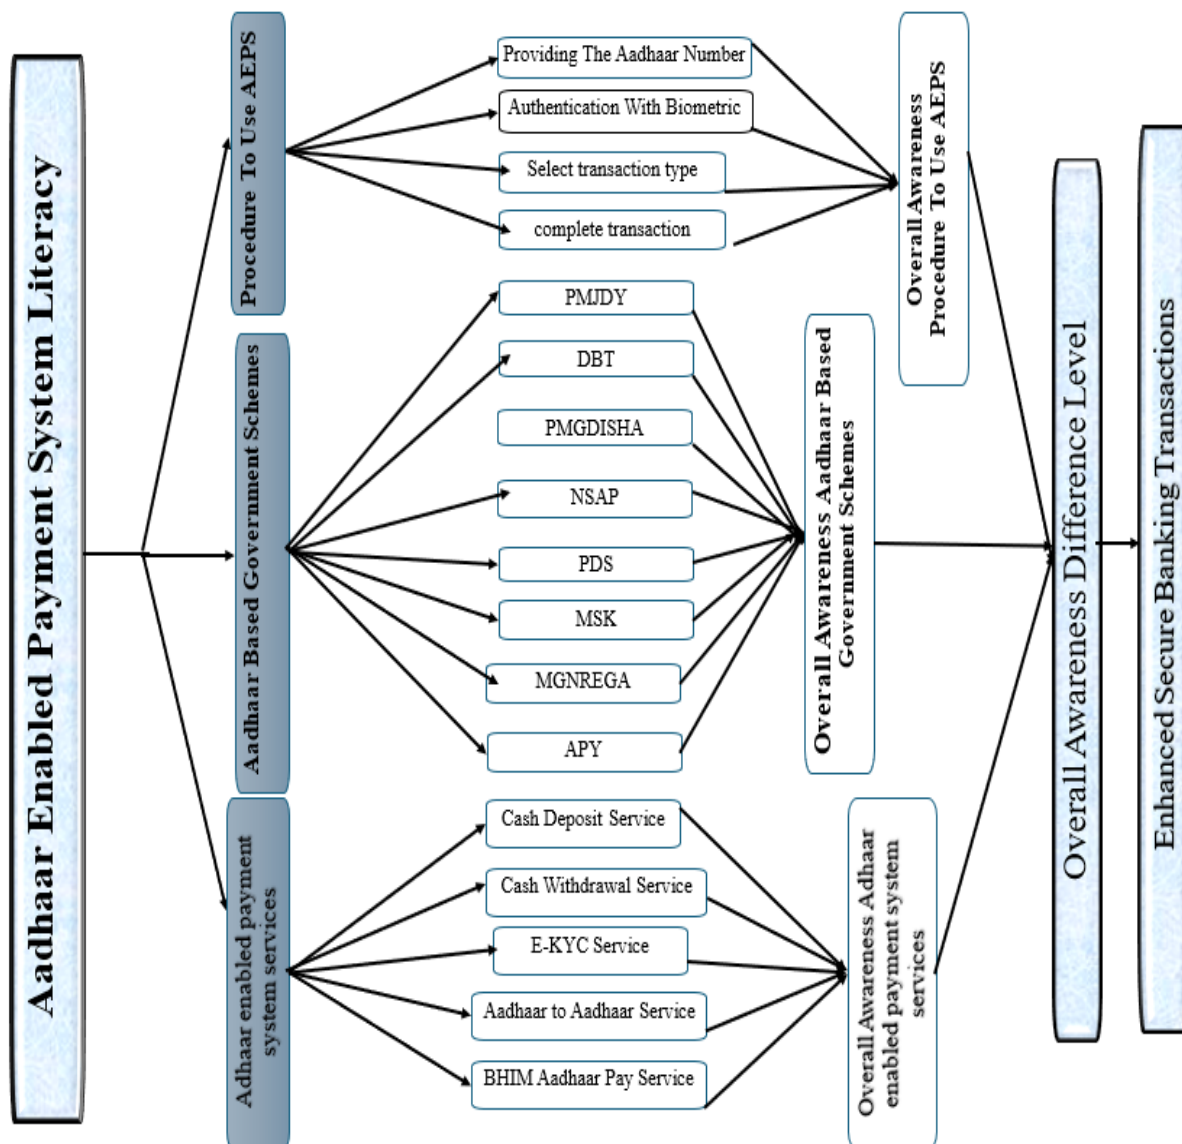 Aadhaar Enabled Payment System Literacy
Procedure To Use AEPS
Aadhaar Based Government Schemes
Adhaar enabled payment
system services
Providing The Aadhaar Number
Authentication With Biometric
Select transaction type
complete transaction
PMJDY
DBT
PMGDISHA
NSAP
PDS
MSK
MGNREGA
APY
Cash Deposit Service
Cash Withdrawal Service
E-KYC Service
Aadhaar to Aadhaar Service
BHIM Aadhaar Pay Service
Overall Awareness
Procedure To Use AEPS
Overall Awareness Aadhaar Based
Government Schemes
Overall Awareness Adhaar
enabled payment system
services
Overall Awareness Difference Level
Enhanced Secure Banking Transactions